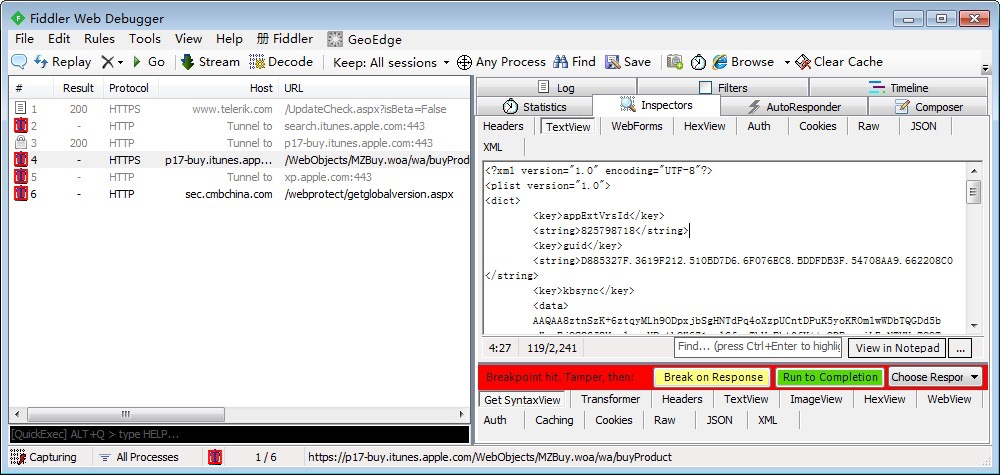 Fiddler Web Debugger
File Edit Rules Tools View Help 册 Fiddler GeoEdge
Replay Go Stream Decode Keep: All sessions Any Process Find Save Browse Clear Cache
# Result Protocol Host URL
1 200 HTTPS www.telerik.com /UpdateCheck.aspx?isBeta=False
2 - HTTP Tunnel to search.itunes.apple.com:443
3 200 HTTP Tunnel to p17-buy.itunes.apple.com:443
4 - HTTPS p17-buy.itunes.app... /WebObjects/MZBuy.woa/wa/buyProd
5 - HTTP Tunnel to xp.apple.com:443
6 - HTTP sec.cmbchina.com /webprotect/getglobalversion.aspx
[QuickExec] ALT+Q > type HELP...
Log Filters Timeline
Statistics Inspectors AutoResponder Composer
Headers TextView WebForms HexView Auth Cookies Raw JSON
XML
<?xml version="1.0" encoding="UTF-8"?>
<plist version="1.0">
<dict>
<key>appExtVrsId</key>
<string>825798718</string>
<key>guid</key>
<string>D885327F.3619F212.510BD7D6.6F076EC8.BDDFDB3F.54708AA9.662208C0
</string>
<key>kbsync</key>
<data>
AAQAA8ztnSzK+6ztqyMLh9ODpxjbSgHNTdPq4oXzpUCntDPuK5yoKROmlwWDbTQGDd5b
4:27 119/2,241 Find... (press Ctrl+Enter to highlig View in Notepad ...
Breakpoint hit. Tamper, then: Break on Response Run to Completion Choose Respor
Get SyntaxView Transformer Headers TextView ImageView HexView WebView
Auth Caching Cookies Raw JSON XML
Capturing All Processes 1 / 6 https://p17-buy.itunes.apple.com/WebObjects/MZBuy.woa/wa/buyProduct